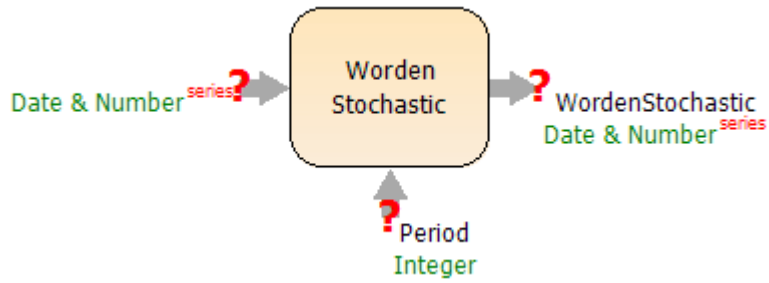 Worden
Stochastic
Date & Number series ?
? WordenStochastic
Date & Number series
? Period
Integer